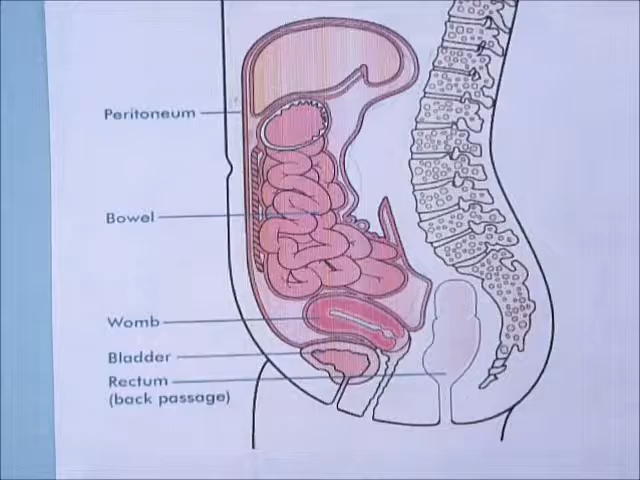 Peritoneum
Bowel
Womb
Bladder
Rectum
(back passage)